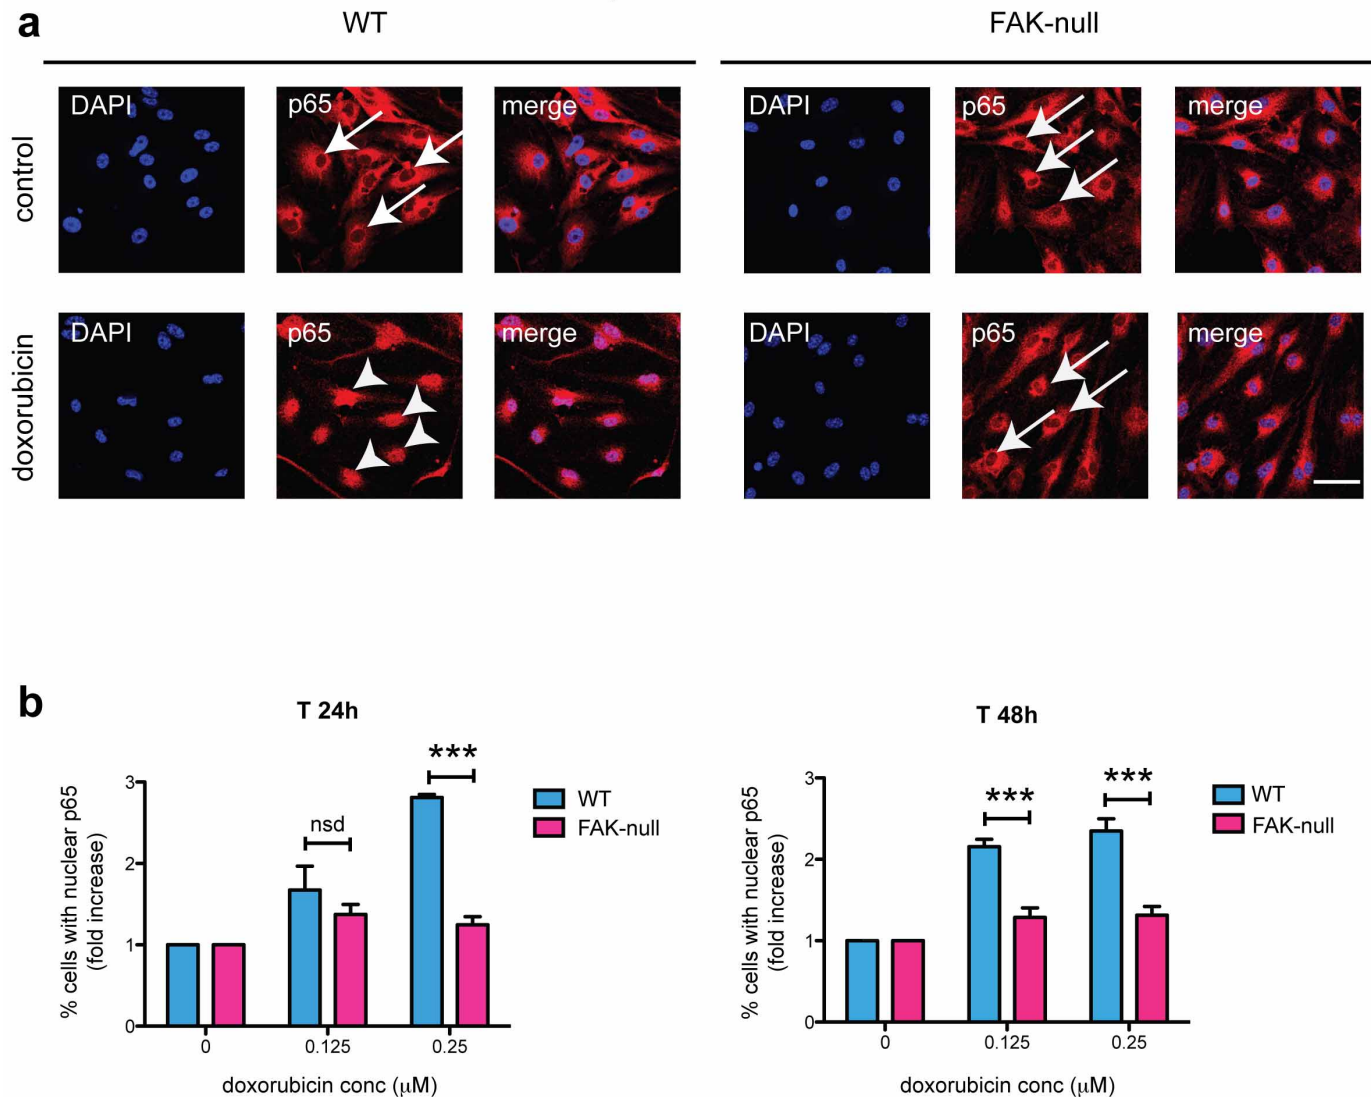 a
WT
FAK-null
control
DAPI
p65
merge
DAPI
p65
merge
doxorubicin
DAPI
p65
merge
DAPI
p65
merge
b
T 24h
% cells with nuclear p65
(fold increase)
3
2
1
0
***
nsd
WT
FAK-null
0
0.125
0.25
doxorubicin conc (μM)
T 48h
% cells with nuclear p65
(fold increase)
3
2
1
0
***
***
WT
FAK-null
0
0.125
0.25
doxorubicin conc (μM)